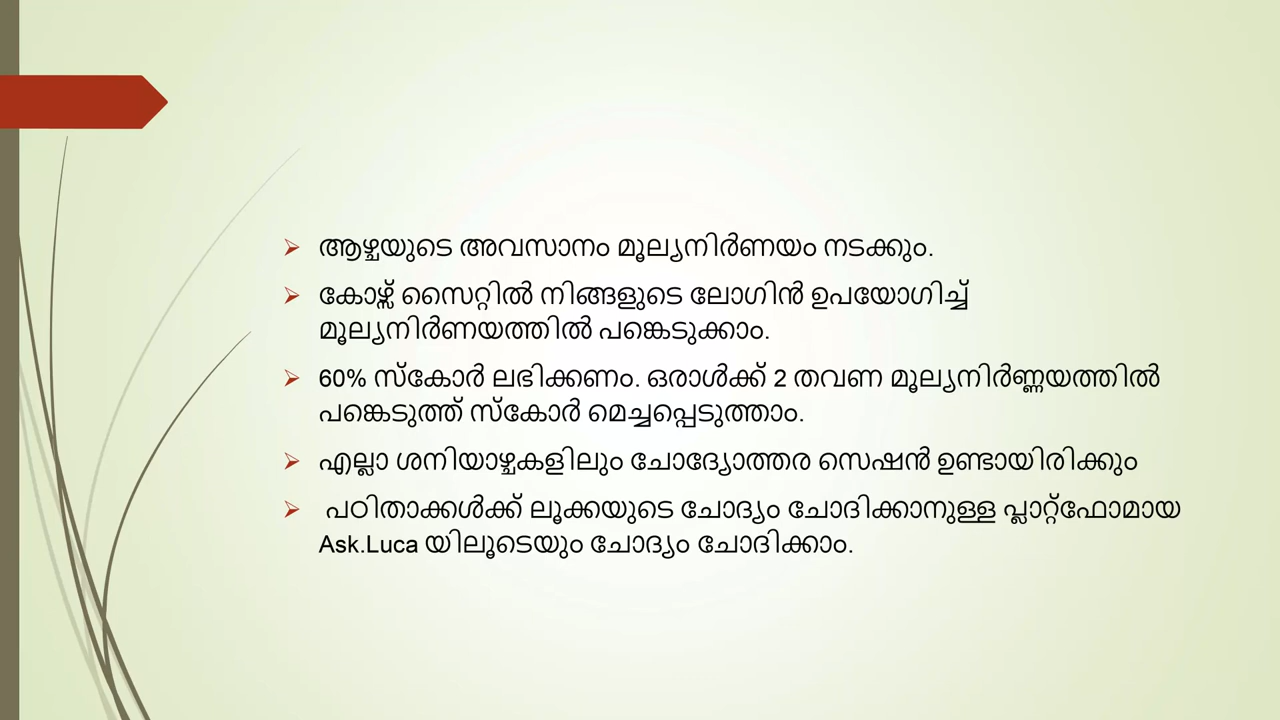 ആഴ്ചയുടെ അവസാനം മൂല്യനിർണയം നടക്കും.
കോഴ്സ് സൈറ്റിൽ നിങ്ങളുടെ ലോഗിൻ ഉപയോഗിച്ച്
മൂല്യനിർണയത്തിൽ പങ്കെടുക്കാം.
60% സ്കോർ ലഭിക്കണം. ഒരാൾക്ക് 2 തവണ മൂല്യനിർണ്ണയത്തിൽ
പങ്കെടുത്ത് സ്കോർ മെച്ചപ്പെടുത്താം.
എല്ലാ ശനിയാഴ്ചകളിലും ചോദ്യോത്തര സെഷൻ ഉണ്ടായിരിക്കും
പഠിതാക്കൾക്ക് ലൂക്കയുടെ ചോദ്യം ചോദിക്കാനുള്ള പ്ലാറ്റ്ഫോമായ
Ask.Luca യിലൂടെയും ചോദ്യം ചോദിക്കാം.